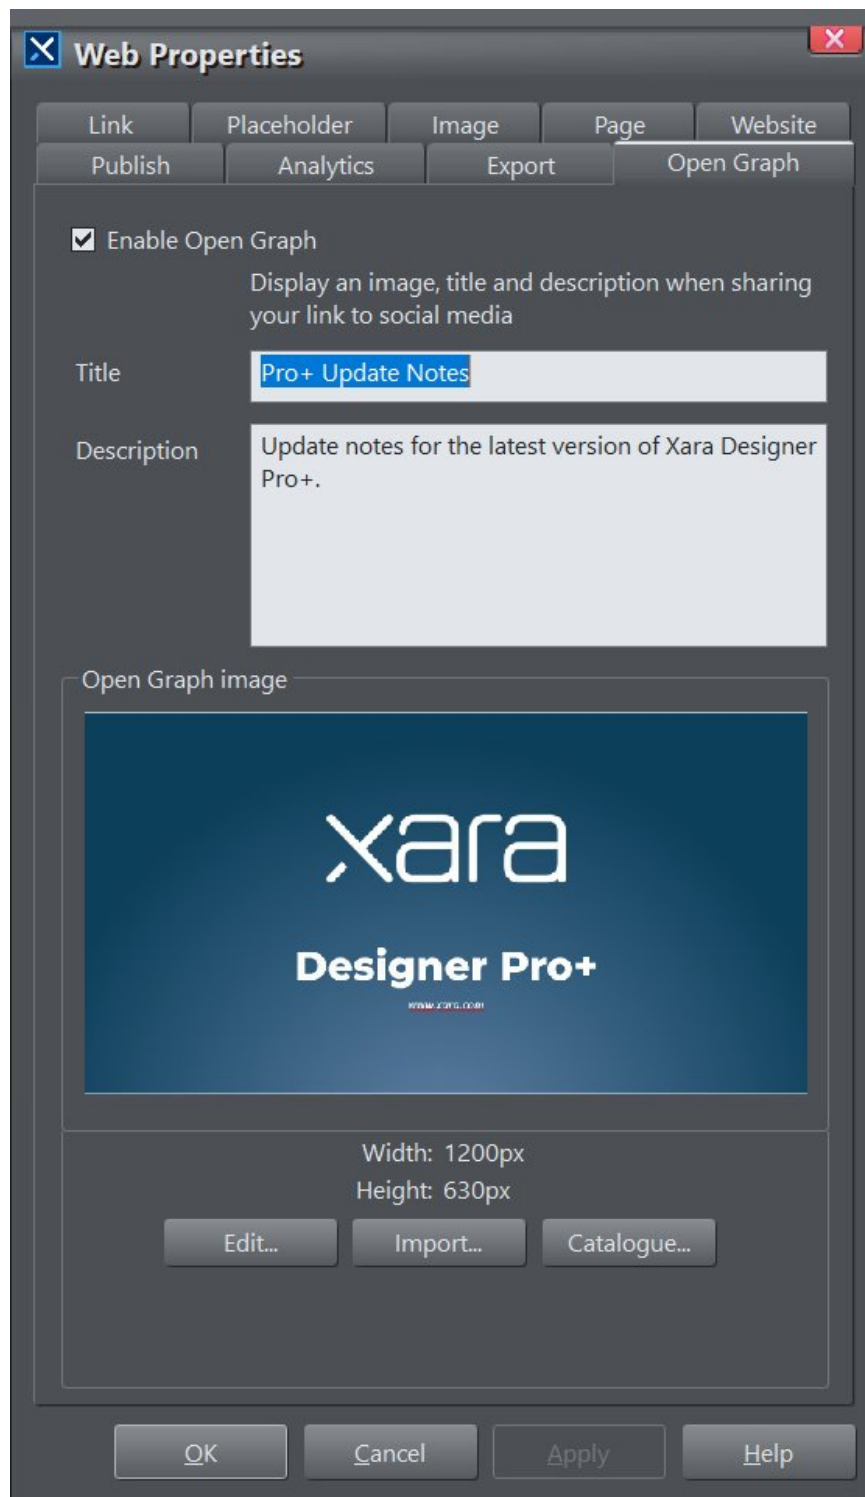 Web Properties
Link Placeholder Image Page Website
Publish Analytics Export Open Graph
Enable Open Graph
Display an image, title and description when sharing
your link to social media
Title
Pro+ Update Notes
Description
Update notes for the latest version of Xara Designer
Pro+.
Open Graph image
xara
Designer Pro+
www.xara.com
Width: 1200px
Height: 630px
Edit... Import... Catalogue...
OK Cancel Apply Help